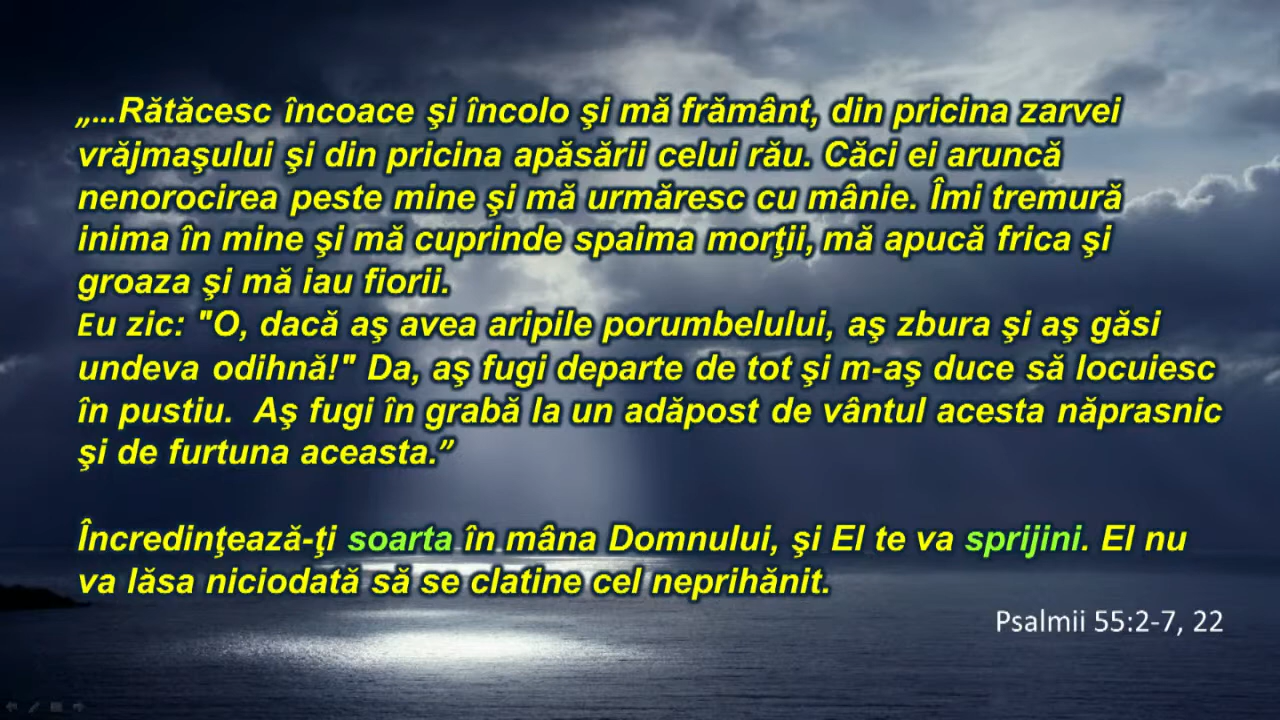 „…Rătăcesc încoace şi încolo şi mă frământ, din pricina zarvei
vrăjmaşului şi din pricina apăsării celui rău. Căci ei aruncă
nenorocirea peste mine şi mă urmăresc cu mânie. Îmi tremură
inima în mine şi mă cuprinde spaima morţii, mă apucă frica şi
groaza şi mă iau fiorii.
Eu zic: "O, dacă aş avea aripile porumbelului, aş zbura şi aş găsi
undeva odihnă!" Da, aş fugi departe de tot şi m-aş duce să locuiesc
în pustiu. Aş fugi în grabă la un adăpost de vântul acesta năprasnic
şi de furtuna aceasta.”
Încredinţează-ţi soarta în mâna Domnului, şi El te va sprijini. El nu
va lăsa niciodată să se clatine cel neprihănit.
Psalmii 55:2-7, 22